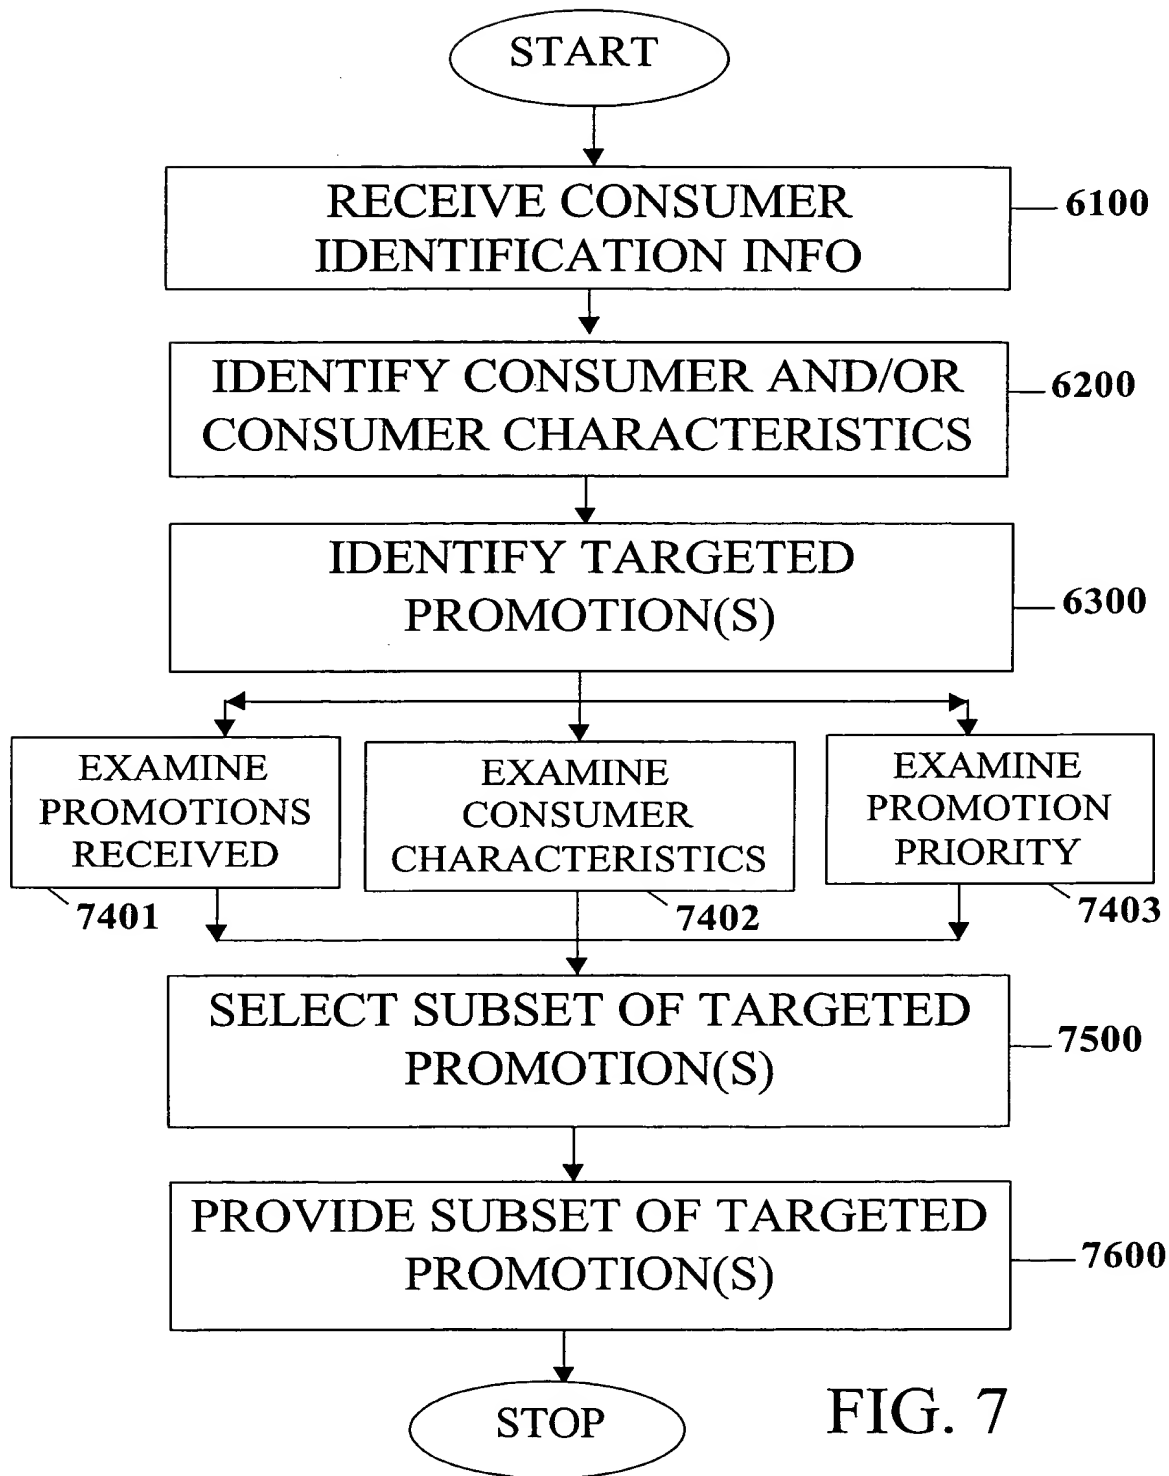 START
RECEIVE CONSUMER
IDENTIFICATION INFO
6100
IDENTIFY CONSUMER AND/OR
CONSUMER CHARACTERISTICS
6200
IDENTIFY TARGETED
PROMOTION(S)
6300
EXAMINE
PROMOTIONS
RECEIVED
7401
EXAMINE
CONSUMER
CHARACTERISTICS
7402
EXAMINE
PROMOTION
PRIORITY
7403
SELECT SUBSET OF TARGETED
PROMOTION(S)
7500
PROVIDE SUBSET OF TARGETED
PROMOTION(S)
7600
STOP
FIG. 7